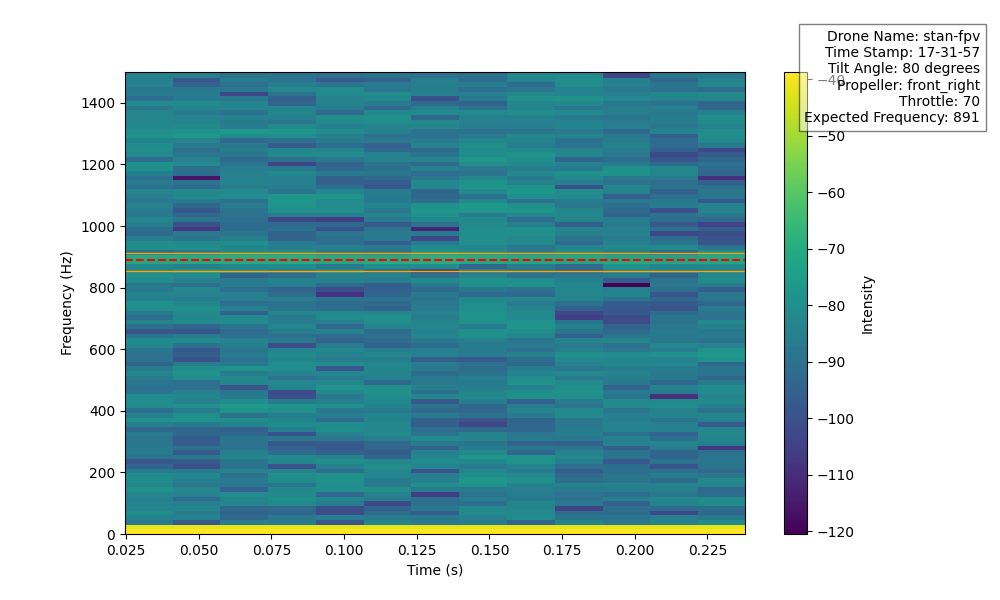 Drone Name: stan-fpv
Time Stamp: 17-31-57
Tilt Angle: 80 degrees
Propeller: front_right
Throttle: 70
Expected Frequency: 891
1400
1200
1000
800
600
400
200
0
Frequency (Hz)
0.025
0.050
0.075
0.100
0.125
0.150
0.175
0.200
0.225
Time (s)
−40
−50
−60
−70
−80
−90
−100
−110
−120
Intensity